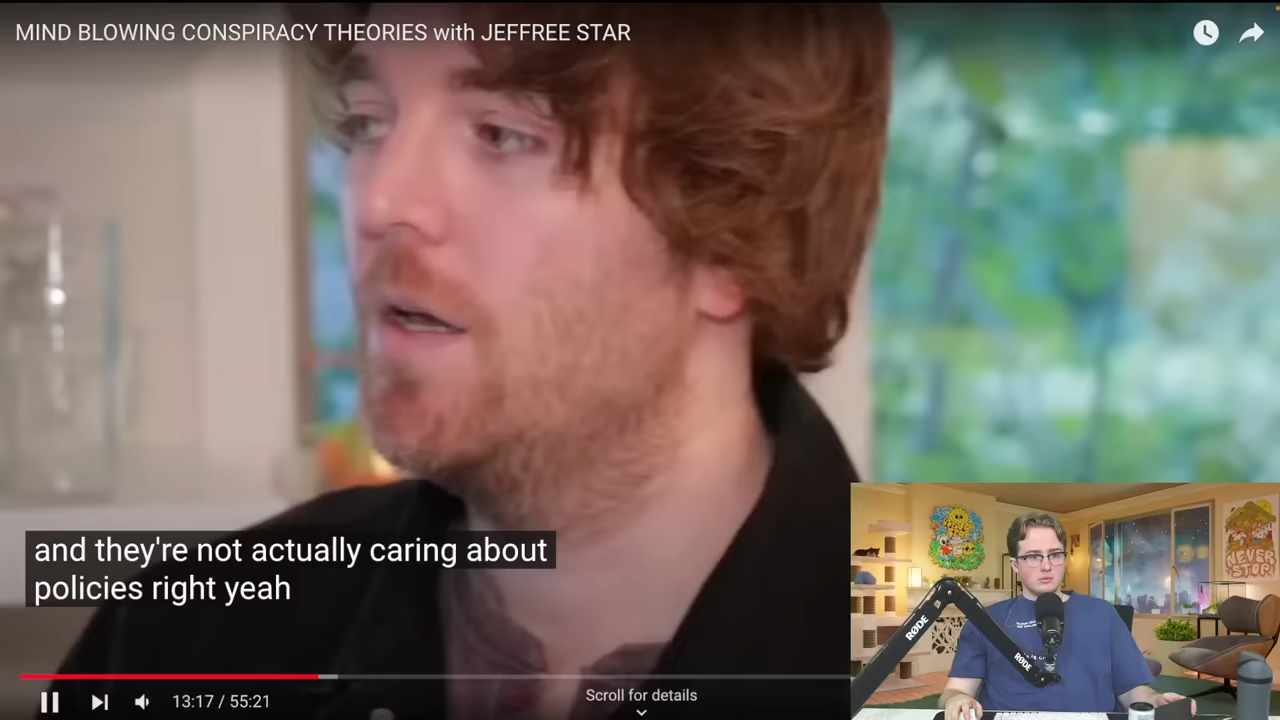 MIND BLOWING CONSPIRACY THEORIES with JEFFREE STAR
and they're not actually caring about
policies right yeah
13:17 / 55:21
Scroll for details
RØDE
RØDE
NEVER
STOP!